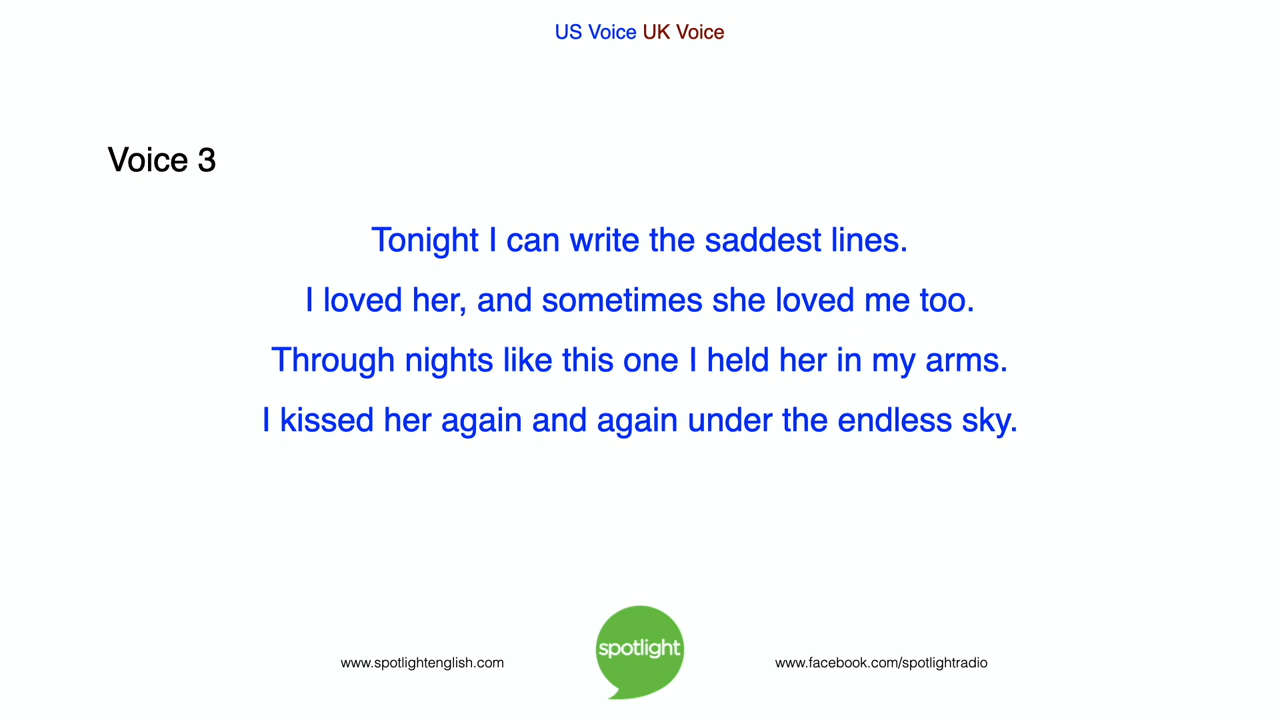 US Voice UK Voice
Voice 3
Tonight I can write the saddest lines.
I loved her, and sometimes she loved me too.
Through nights like this one I held her in my arms.
I kissed her again and again under the endless sky.
www.spotlightenglish.com
spotlight
www.facebook.com/spotlightradio